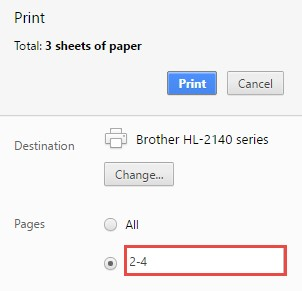 Print
Total: 3 sheets of paper
Print Cancel
Destination Brother HL-2140 series
Change...
Pages All
2-4